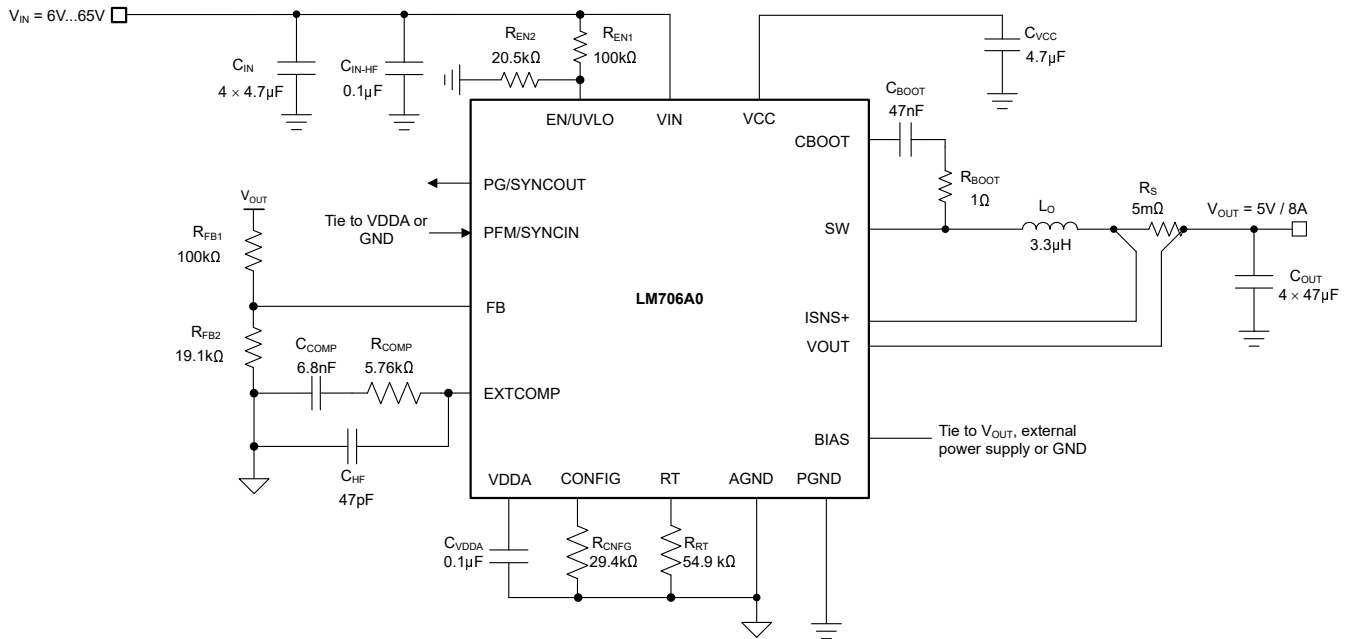 V_IN = 6V...65V
R_EN2
20.5kΩ
R_EN1
100kΩ
C_VCC
4.7µF
C_IN
4 × 4.7µF
C_IN-HF
0.1µF
C_BOOT
47nF
EN/UVLO
VIN
VCC
CBOOT
PG/SYNCOUT
R_BOOT
1Ω
V_OUT
Tie to VDDA or
GND
PFM/SYNCIN
SW
L_O
3.3µH
R_S
5mΩ
V_OUT = 5V / 8A
R_FB1
100kΩ
C_OUT
4 × 47µF
LM706A0
FB
ISNS+
VOUT
R_FB2
19.1kΩ
C_COMP
6.8nF
R_COMP
5.76kΩ
EXTCOMP
BIAS
Tie to V_OUT, external
power supply or GND
C_HF
47pF
VDDA
CONFIG
RT
AGND
PGND
C_VDDA
0.1µF
R_CNFG
29.4kΩ
R_RT
54.9 kΩ